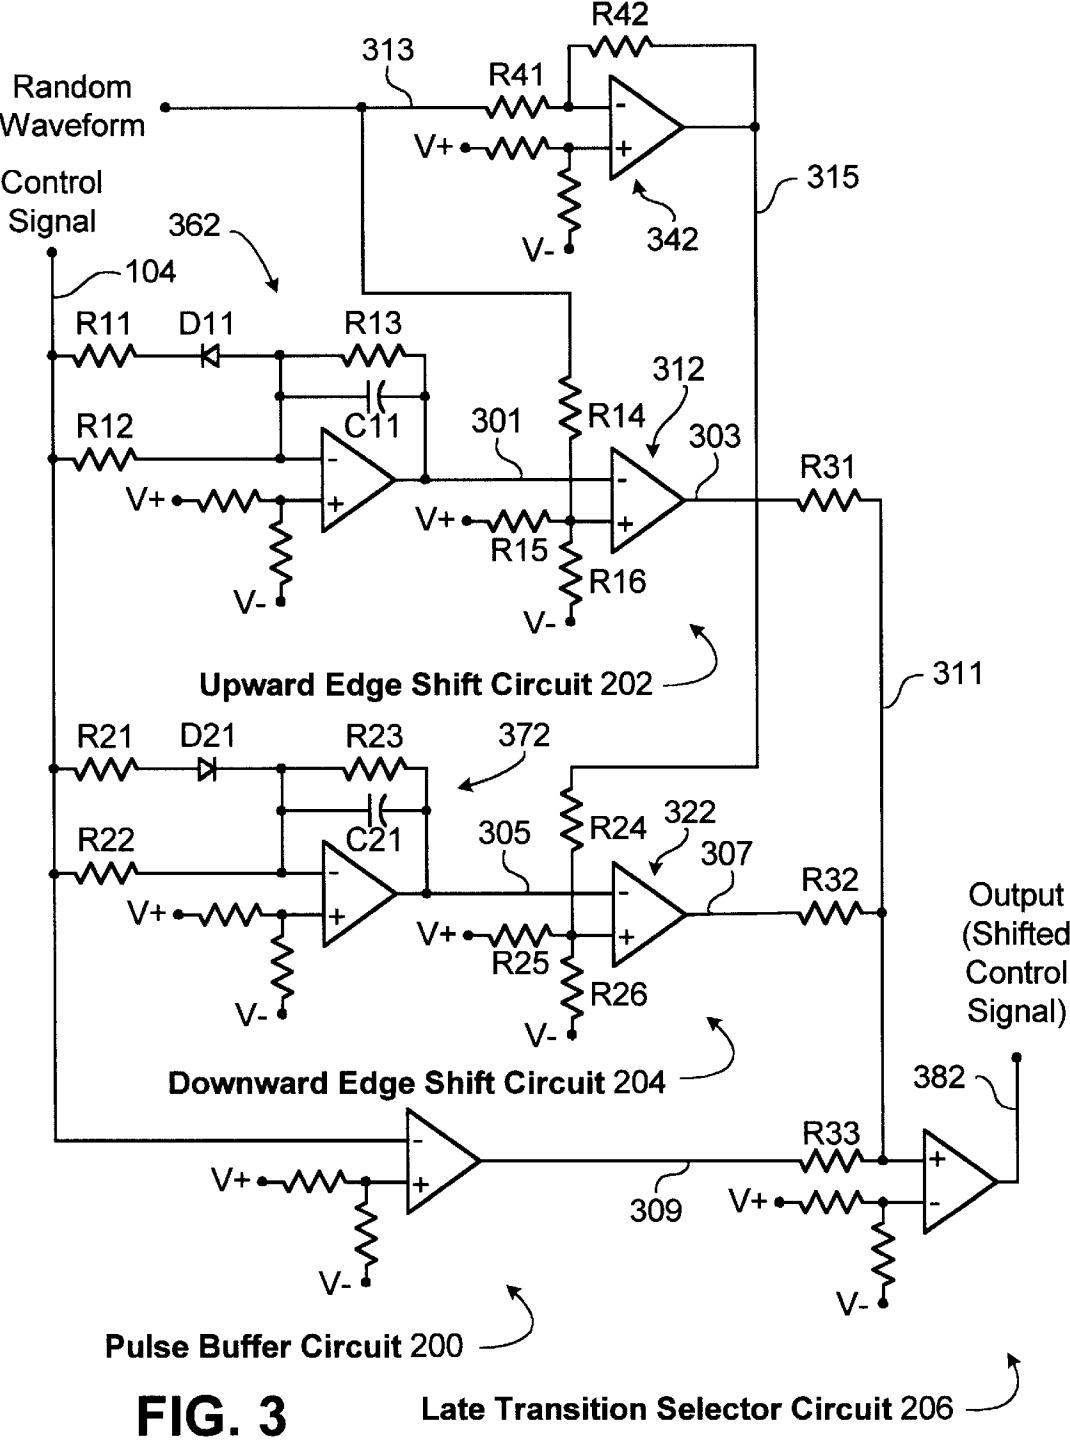 R42
313
R41
Random
Waveform
-
V+
+
315
Control
Signal
362
V-
342
104
R11
D11
R13
312
R14
C11
R12
301
303
R31
-
-
V+
+
V+
+
R15
R16
V-
V-
Upward Edge Shift Circuit 202
311
R21
D21
R23
372
R24
322
C21
R22
305
307
R32
Output
(Shifted
Control
Signal)
-
-
V+
+
V+
+
R25
R26
V-
V-
Downward Edge Shift Circuit 204
382
-
R33
+
V+
+
309
V+
-
V-
V-
Pulse Buffer Circuit 200
FIG. 3
Late Transition Selector Circuit 206